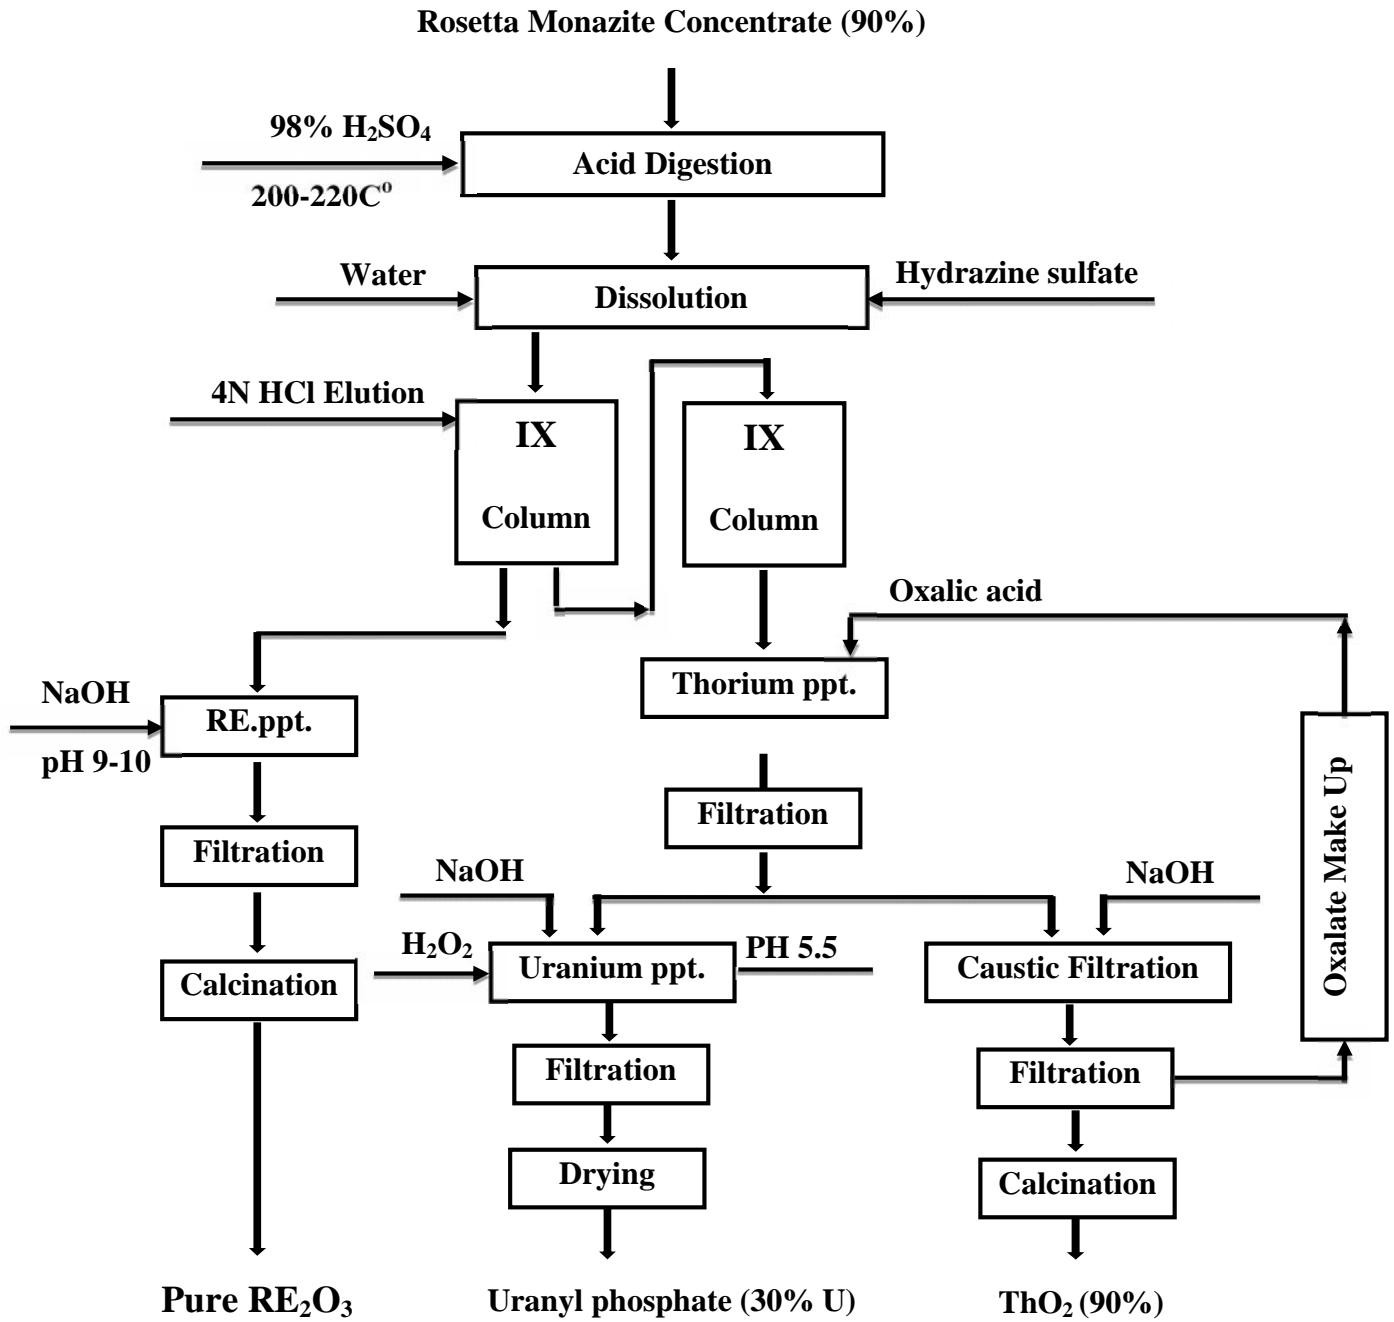 Rosetta Monazite Concentrate (90%)
98% H₂SO₄
200-220C⁰
Acid Digestion
Water
Dissolution
Hydrazine sulfate
4N HCl Elution
IX
Column
IX
Column
Oxalic acid
NaOH
pH 9-10
RE.ppt.
Thorium ppt.
Filtration
Filtration
Oxalate Make Up
NaOH
NaOH
H₂O₂
Uranium ppt.
PH 5.5
Caustic Filtration
Calcination
Filtration
Filtration
Drying
Calcination
Pure RE₂O₃
Uranyl phosphate (30% U)
ThO₂ (90%)